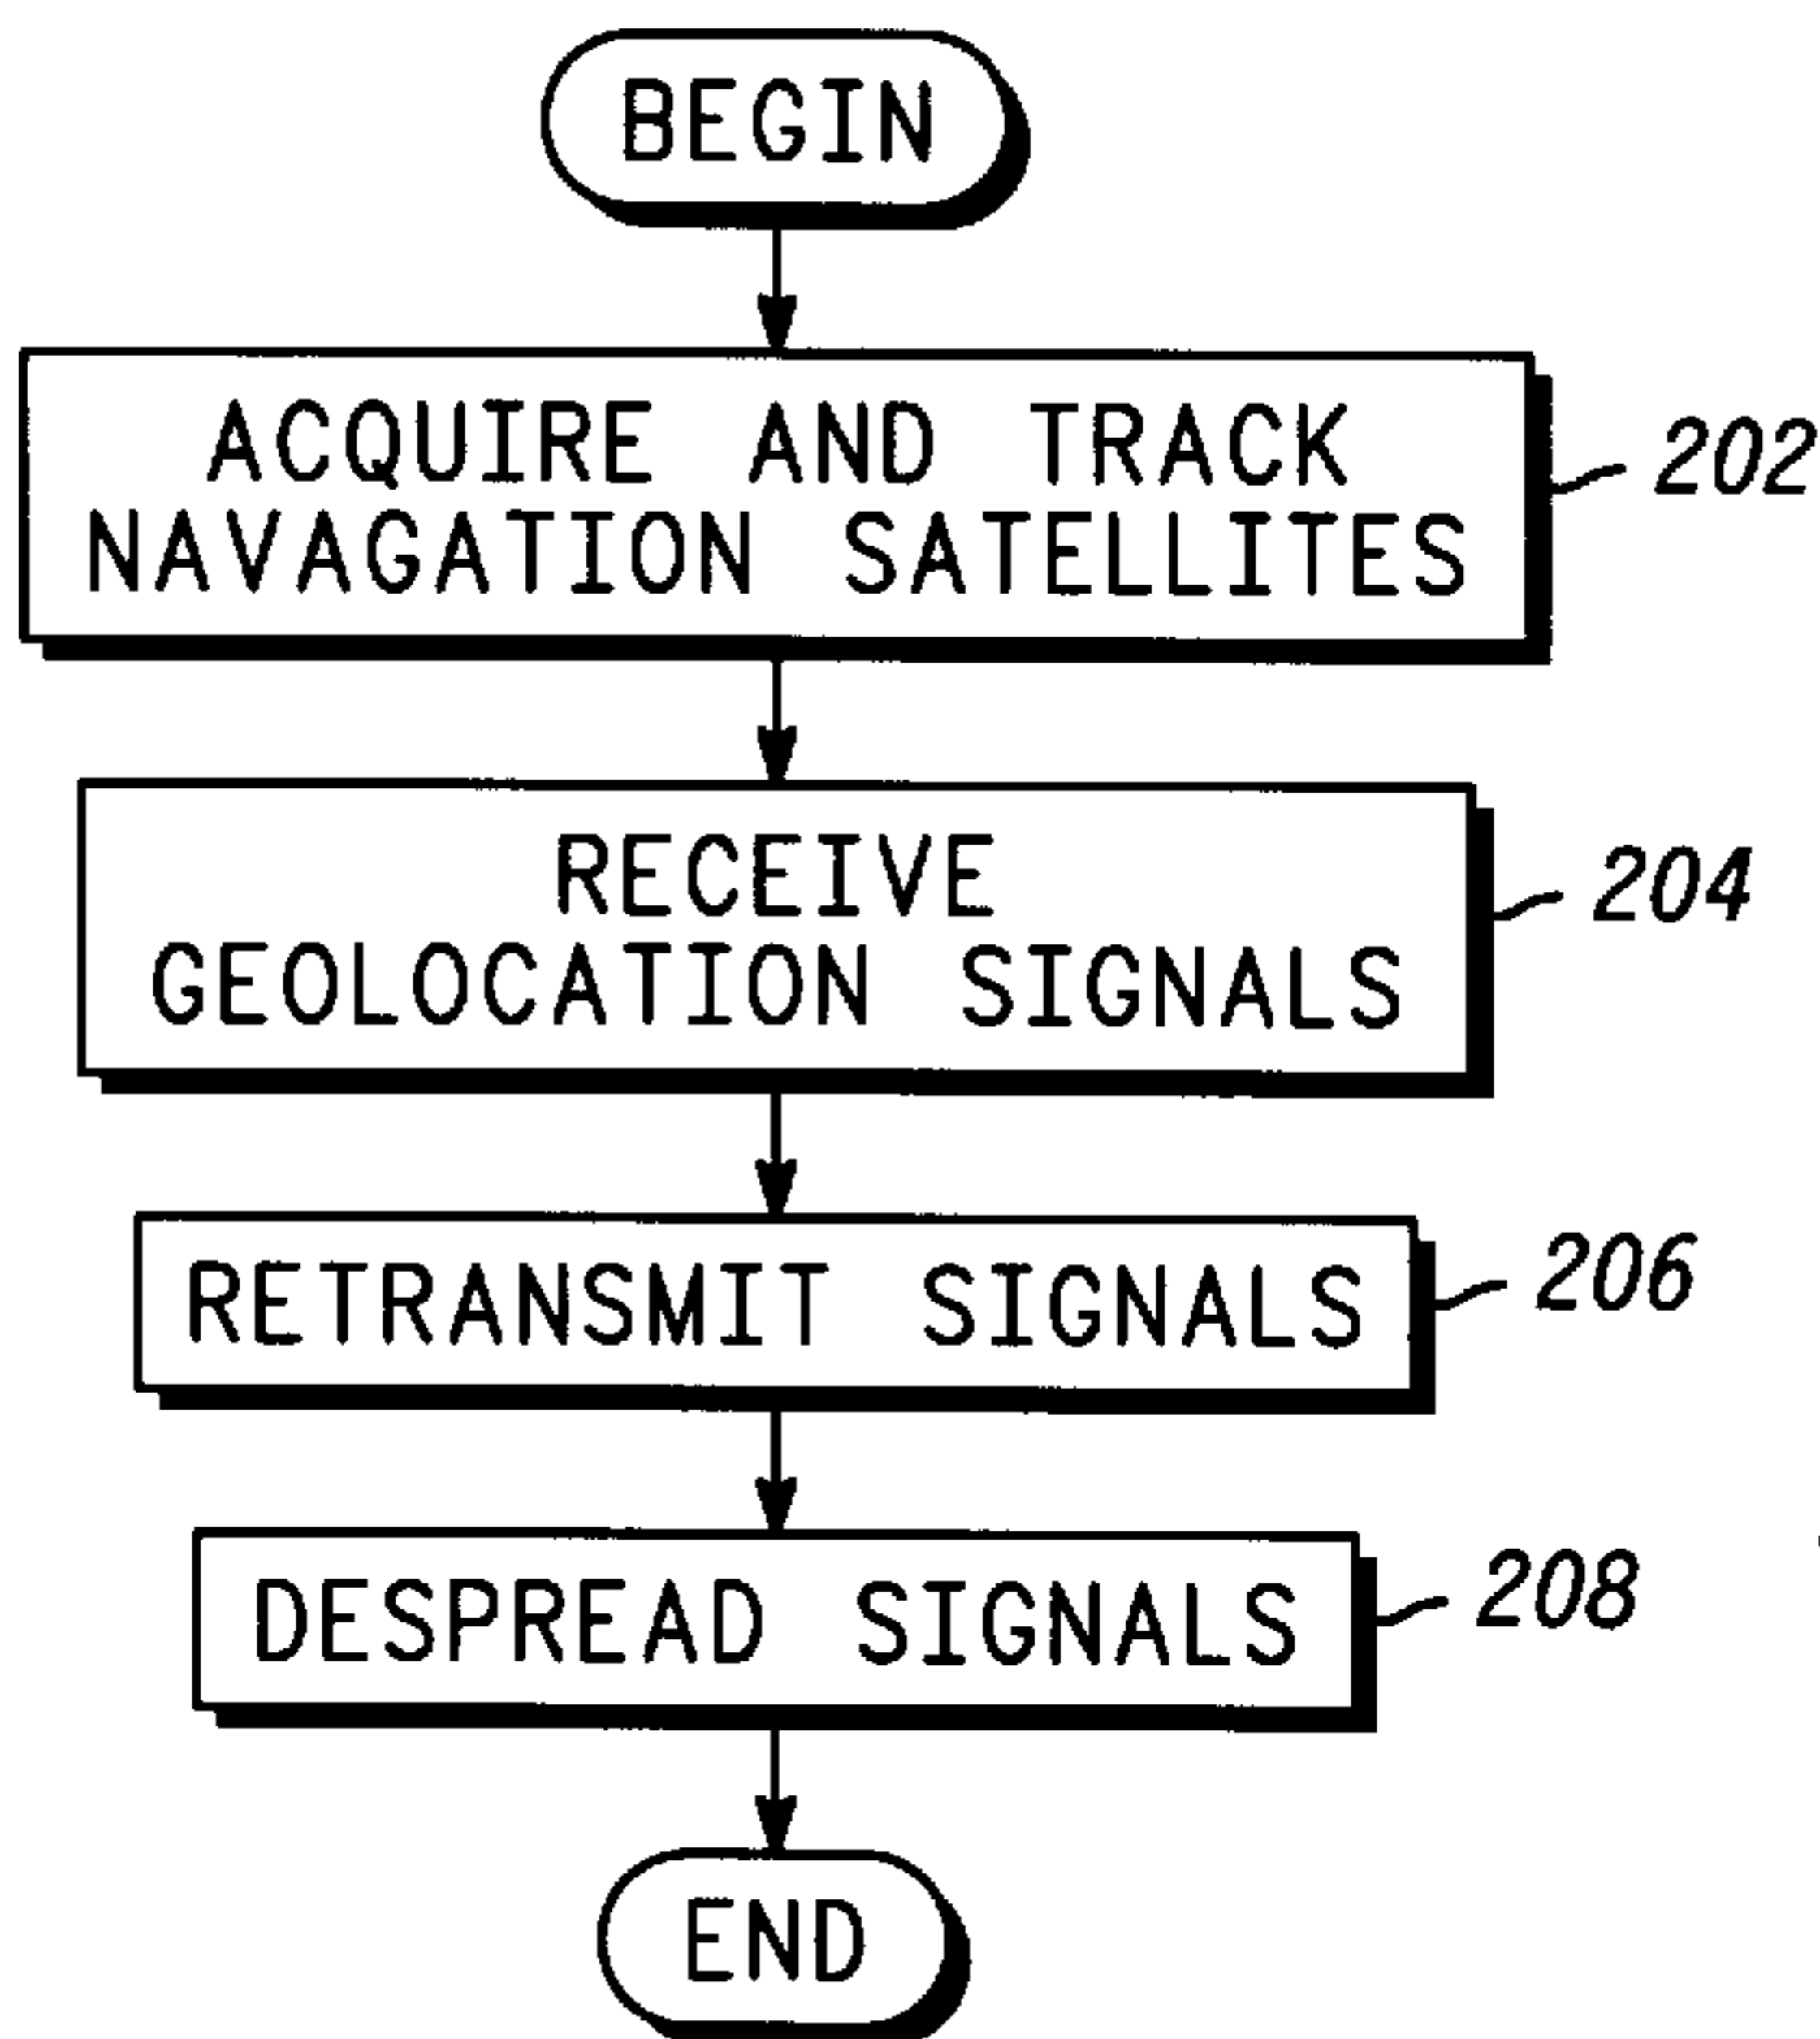 BEGIN
ACQUIRE AND TRACK
NAVAGATION SATELLITES
202
RECEIVE
GEOLOCATION SIGNALS
204
RETRANSMIT SIGNALS
206
DESPREAD SIGNALS
208
END